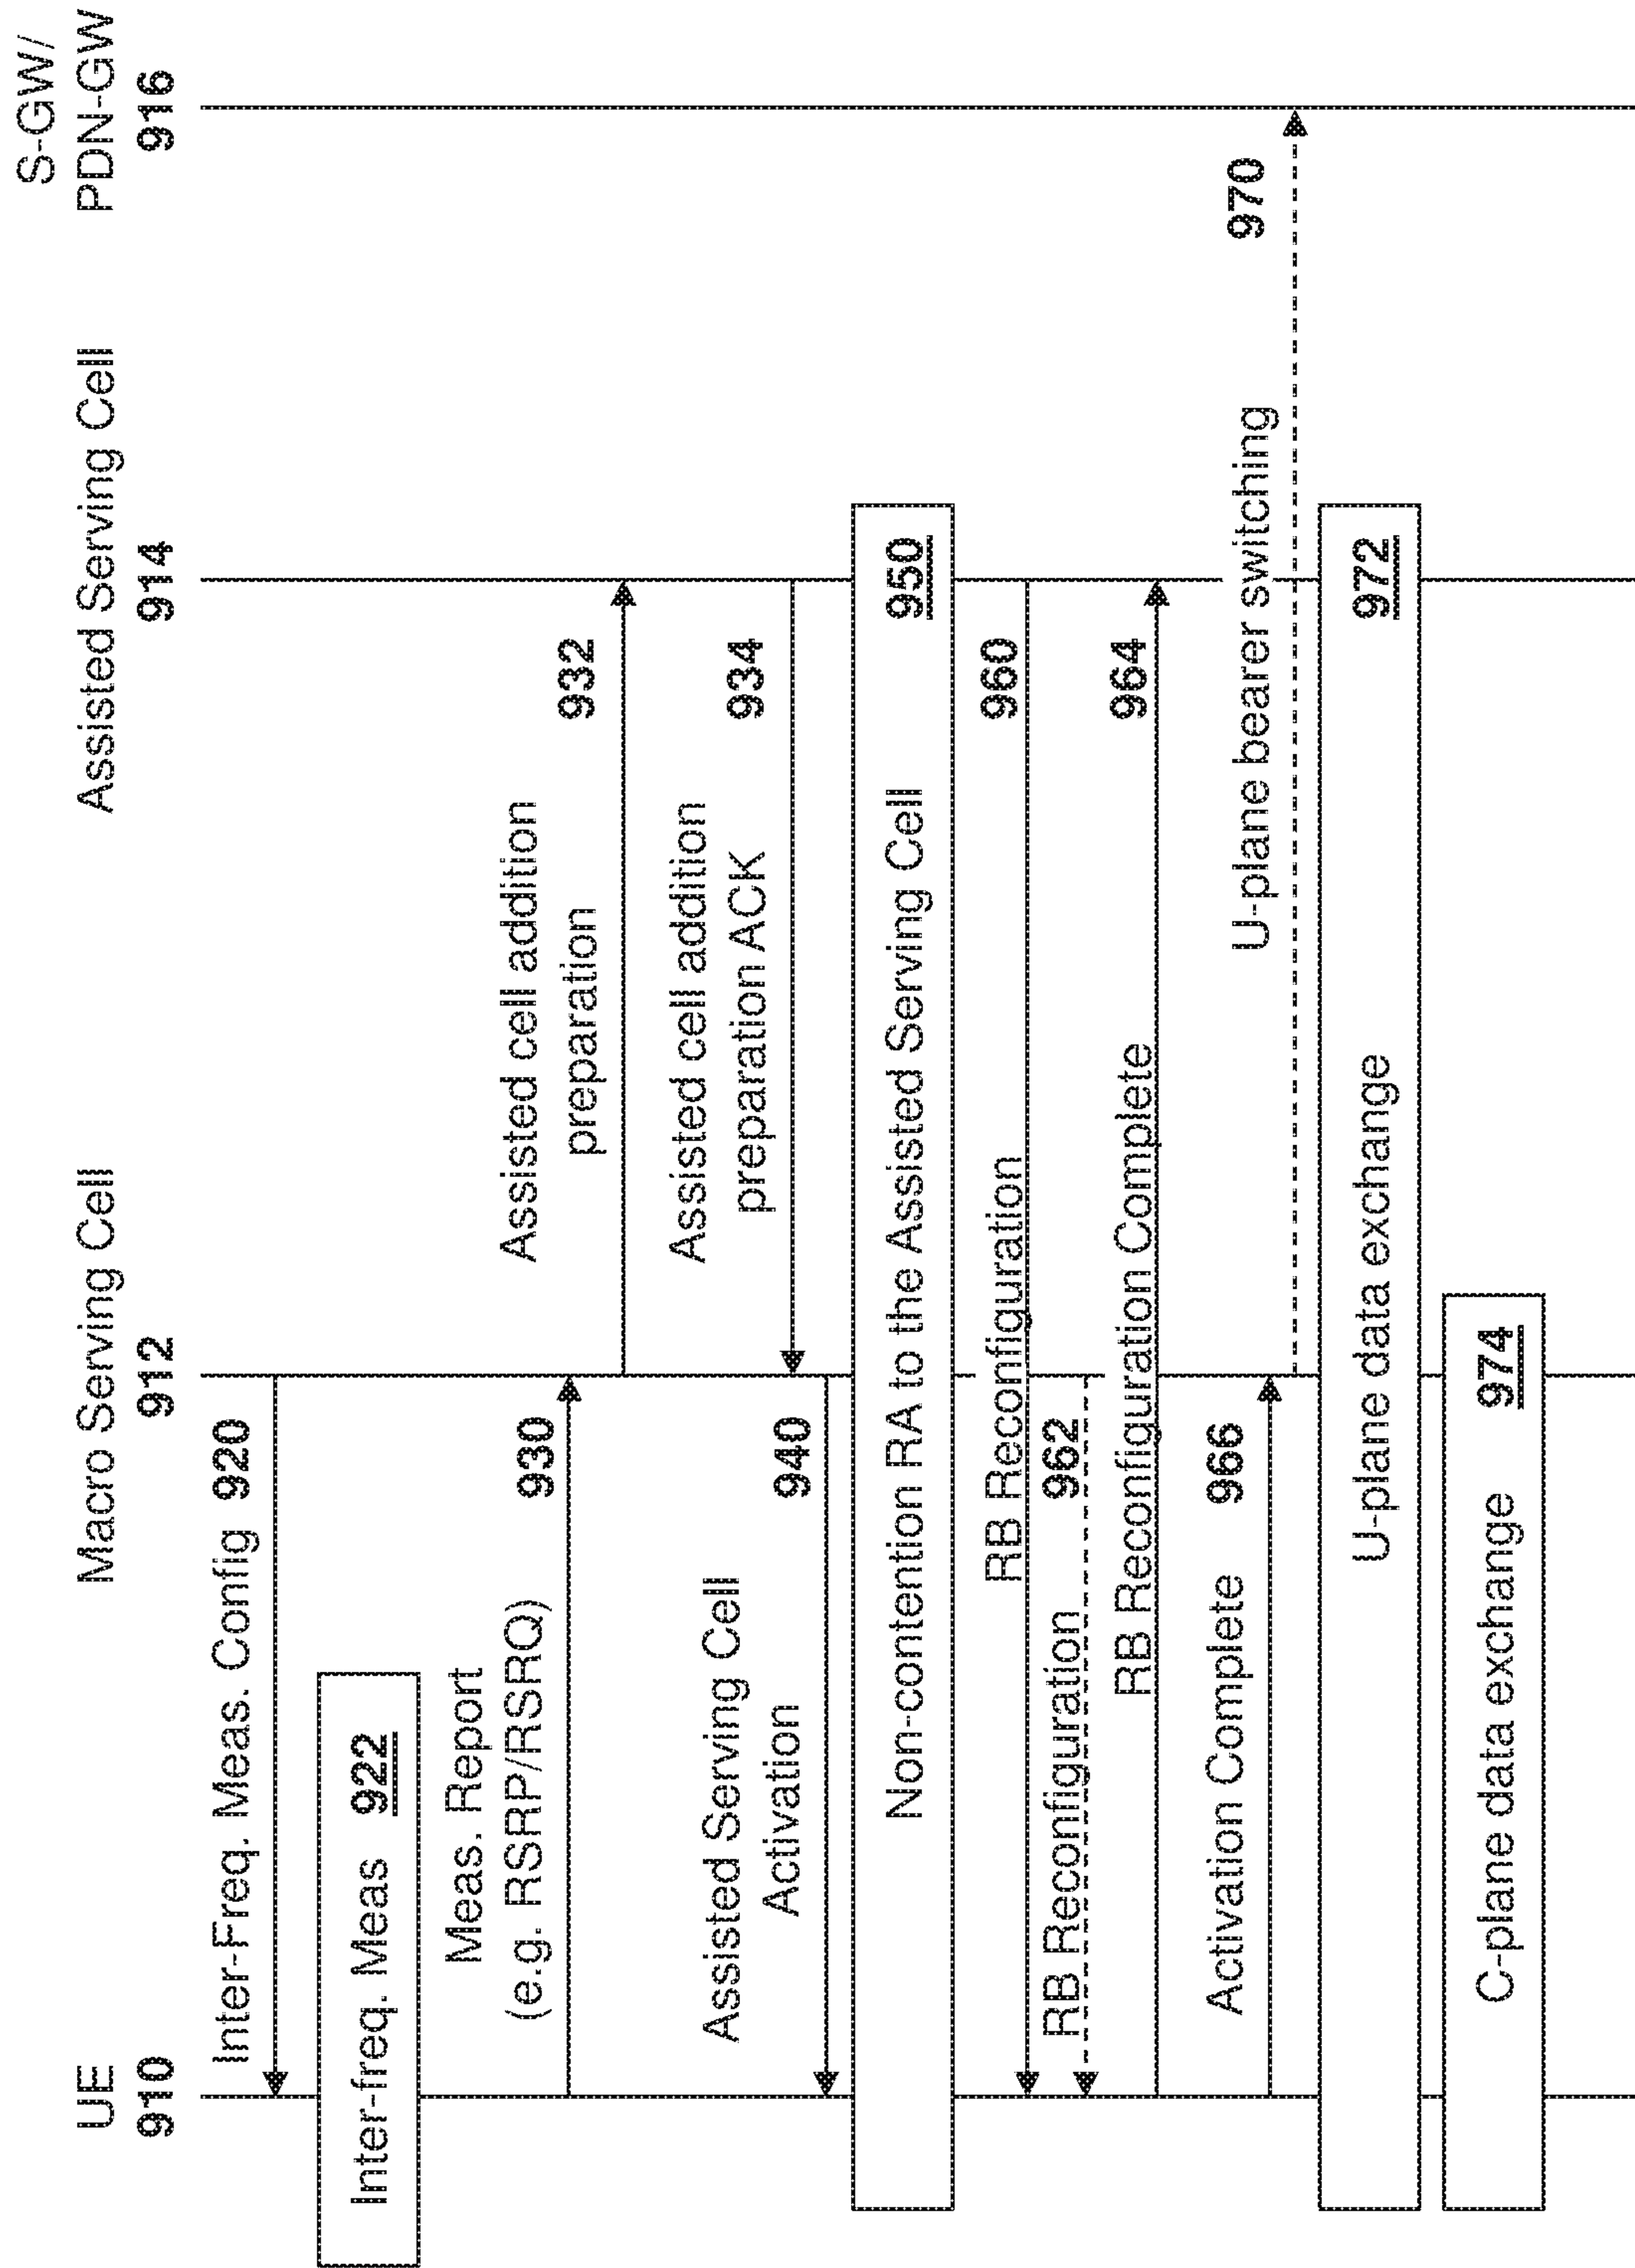 UE
910
Macro Serving Cell
912
Assisted Serving Cell
914
S-GW/
PDN-GW
916
Inter-Freq. Meas. Config 920
Inter-freq. Meas 922
Meas. Report
(e.g. RSRP/RSRQ)
930
Assisted cell addition
preparation
932
Assisted cell addition
preparation ACK
934
Assisted Serving Cell
Activation
940
Non-contention RA to the Assisted Serving Cell 950
RB Reconfiguration 960
RB Reconfiguration 962
RB Reconfiguration Complete 964
Activation Complete 966
U-plane bearer switching 970
U-plane data exchange 972
C-plane data exchange 974